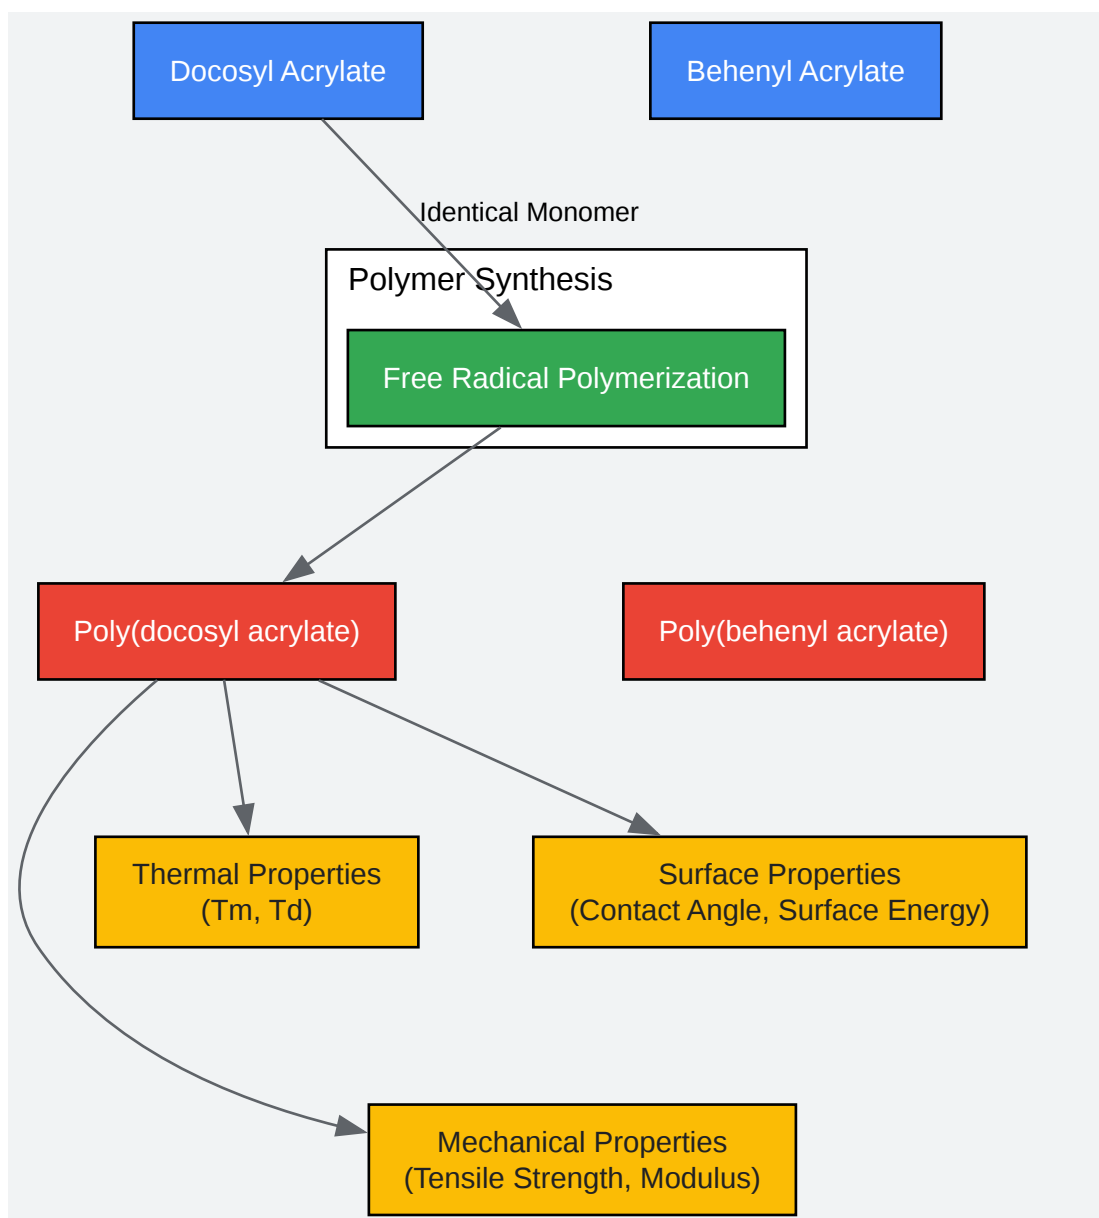 Docosyl Acrylate
Behenyl Acrylate
Identical Monomer
Polymer Synthesis
Free Radical Polymerization
Poly(docosyl acrylate)
Poly(behenyl acrylate)
Thermal Properties
(Tm, Td)
Surface Properties
(Contact Angle, Surface Energy)
Mechanical Properties
(Tensile Strength, Modulus)